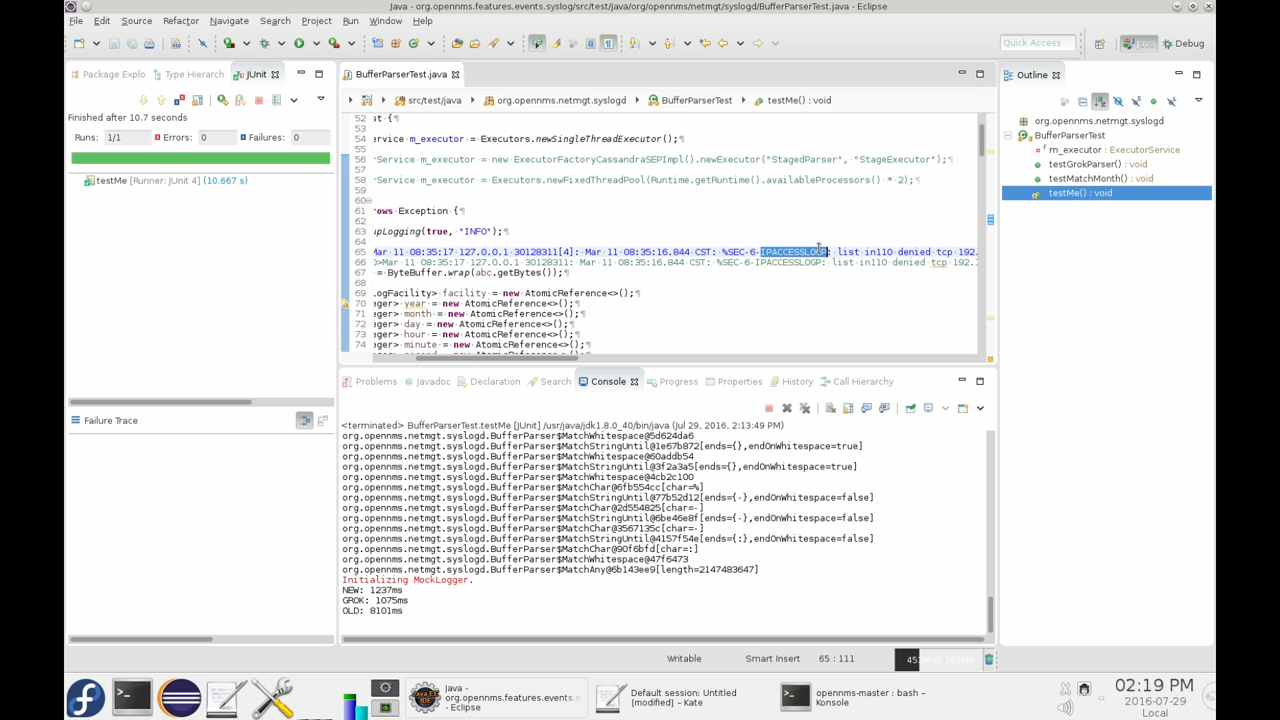 Java - org.opennms.features.events.syslog/src/test/java/org/opennms/netmgt/syslogd/BufferParserTest.java - Eclipse
File Edit Source Refactor Navigate Search Project Run Window Help
Quick Access
Java
Debug
Package Explo
Type Hierarch
JUnit
Finished after 10.7 seconds
Runs: 1/1
Errors: 0
Failures: 0
testMe [Runner: JUnit 4] (10.667 s)
Failure Trace
BufferParserTest.java
src/test/java org.opennms.netmgt.syslogd BufferParserTest testMe() : void
52 st {
53
54 ervice m_executor = Executors.newSingleThreadExecutor();
55
56 rService m_executor = new ExecutorFactoryCassandraSEPImpl().newExecutor("StagedParser", "StageExecutor");
57
58 rService m_executor = Executors.newFixedThreadPool(Runtime.getRuntime().availableProcessors() * 2);
59
60
61 rows Exception {
62
63 upLogging(true, "INFO");
64
65 Mar 11 08:35:17 127.0.0.1 30128311[4]: Mar 11 08:35:16.844 CST: %SEC-6-IPACCESSLOGP: list in110 denied tcp 192.
66 >Mar 11 08:35:17 127.0.0.1 30128311: Mar 11 08:35:16.844 CST: %SEC-6-IPACCESSLOGP: list in110 denied tcp 192.
67 = ByteBuffer.wrap(abc.getBytes());
68
69 LogFacility> facility = new AtomicReference<>();
70 eger> year = new AtomicReference<>();
71 eger> month = new AtomicReference<>();
72 eger> day = new AtomicReference<>();
73 eger> hour = new AtomicReference<>();
74 eger> minute = new AtomicReference<>();
Outline
org.opennms.netmgt.syslogd
BufferParserTest
m_executor : ExecutorService
testGrokParser() : void
testMatchMonth() : void
testMe() : void
Problems Javadoc Declaration Search Console Progress Properties History Call Hierarchy
<terminated> BufferParserTest.testMe [JUnit] /usr/java/jdk1.8.0_40/bin/java (Jul 29, 2016, 2:13:49 PM)
org.opennms.netmgt.syslogd.BufferParser$MatchWhitespace@5d624da6
org.opennms.netmgt.syslogd.BufferParser$MatchStringUntil@1e67b872[ends={},endOnWhitespace=true]
org.opennms.netmgt.syslogd.BufferParser$MatchWhitespace@60addb54
org.opennms.netmgt.syslogd.BufferParser$MatchStringUntil@3f2a3a5[ends={},endOnWhitespace=true]
org.opennms.netmgt.syslogd.BufferParser$MatchWhitespace@4cb2c100
org.opennms.netmgt.syslogd.BufferParser$MatchChar@6fb554cc[char=%]
org.opennms.netmgt.syslogd.BufferParser$MatchStringUntil@77b52d12[ends={-},endOnWhitespace=false]
org.opennms.netmgt.syslogd.BufferParser$MatchChar@2d554825[char=-]
org.opennms.netmgt.syslogd.BufferParser$MatchStringUntil@6be46e8f[ends={-},endOnWhitespace=false]
org.opennms.netmgt.syslogd.BufferParser$MatchChar@3567135c[char=-]
org.opennms.netmgt.syslogd.BufferParser$MatchStringUntil@4157f54e[ends={:},endOnWhitespace=false]
org.opennms.netmgt.syslogd.BufferParser$MatchChar@90f6bfd[char=:]
org.opennms.netmgt.syslogd.BufferParser$MatchWhitespace@47f6473
org.opennms.netmgt.syslogd.BufferParser$MatchAny@6b143ee9[length=2147483647]
Initializing MockLogger.
NEW: 1237ms
GROK: 1075ms
OLD: 8101ms
Writable Smart Insert 65 : 111
Java - org.opennms.features.events.sys - Eclipse
Default session: Untitled [modified] – Kate
opennms-master : bash - Konsole
02:19 PM
2016-07-29
Local